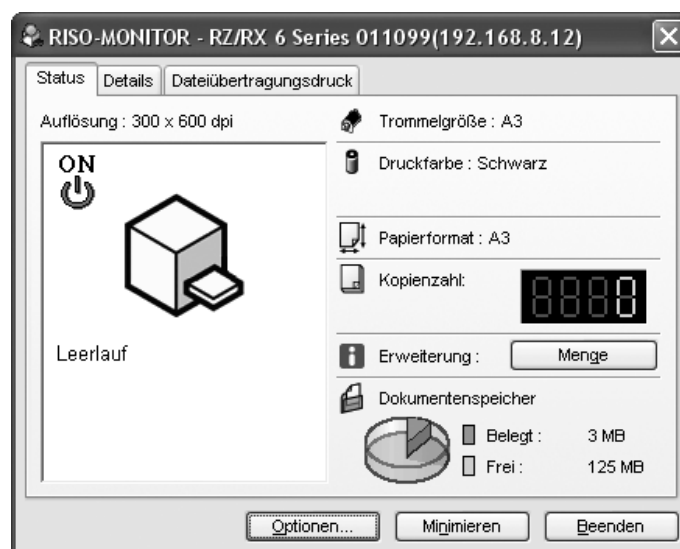 RISO-MONITOR - RZ/RX 6 Series 011099(192.168.8.12)
Status
Details
Dateiübertragungsdruck
Auflösung : 300 x 600 dpi
ON
Leerlauf
Trommelgröße : A3
Druckfarbe : Schwarz
Papierformat : A3
Kopienzahl:
0
Erweiterung :
Menge
Dokumentenspeicher
Belegt : 3 MB
Frei : 125 MB
Optionen...
Minimieren
Beenden